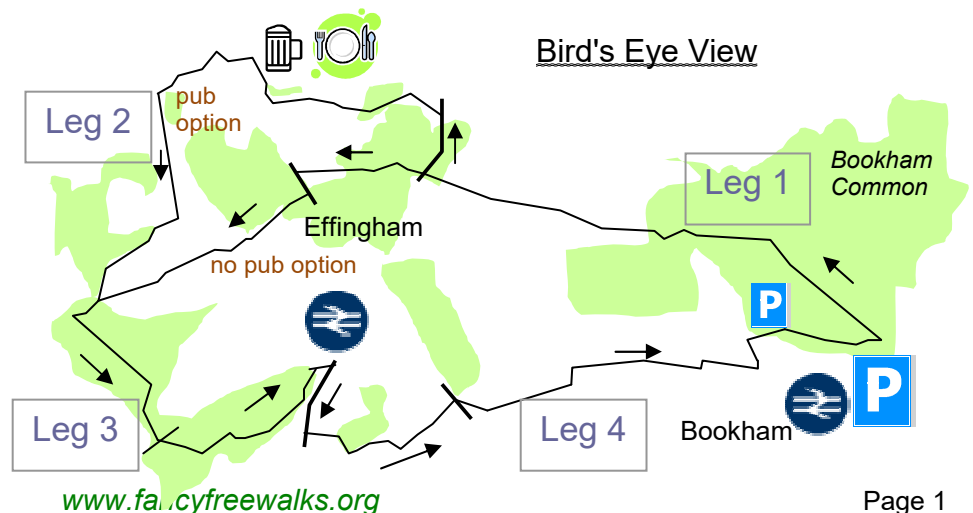 Bird's Eye View
pub
option
Leg 2
Leg 1
Bookham
Common
Effingham
no pub option
P
P
Leg 3
Leg 4
Bookham
www.fancyfreewalks.org
Page 1